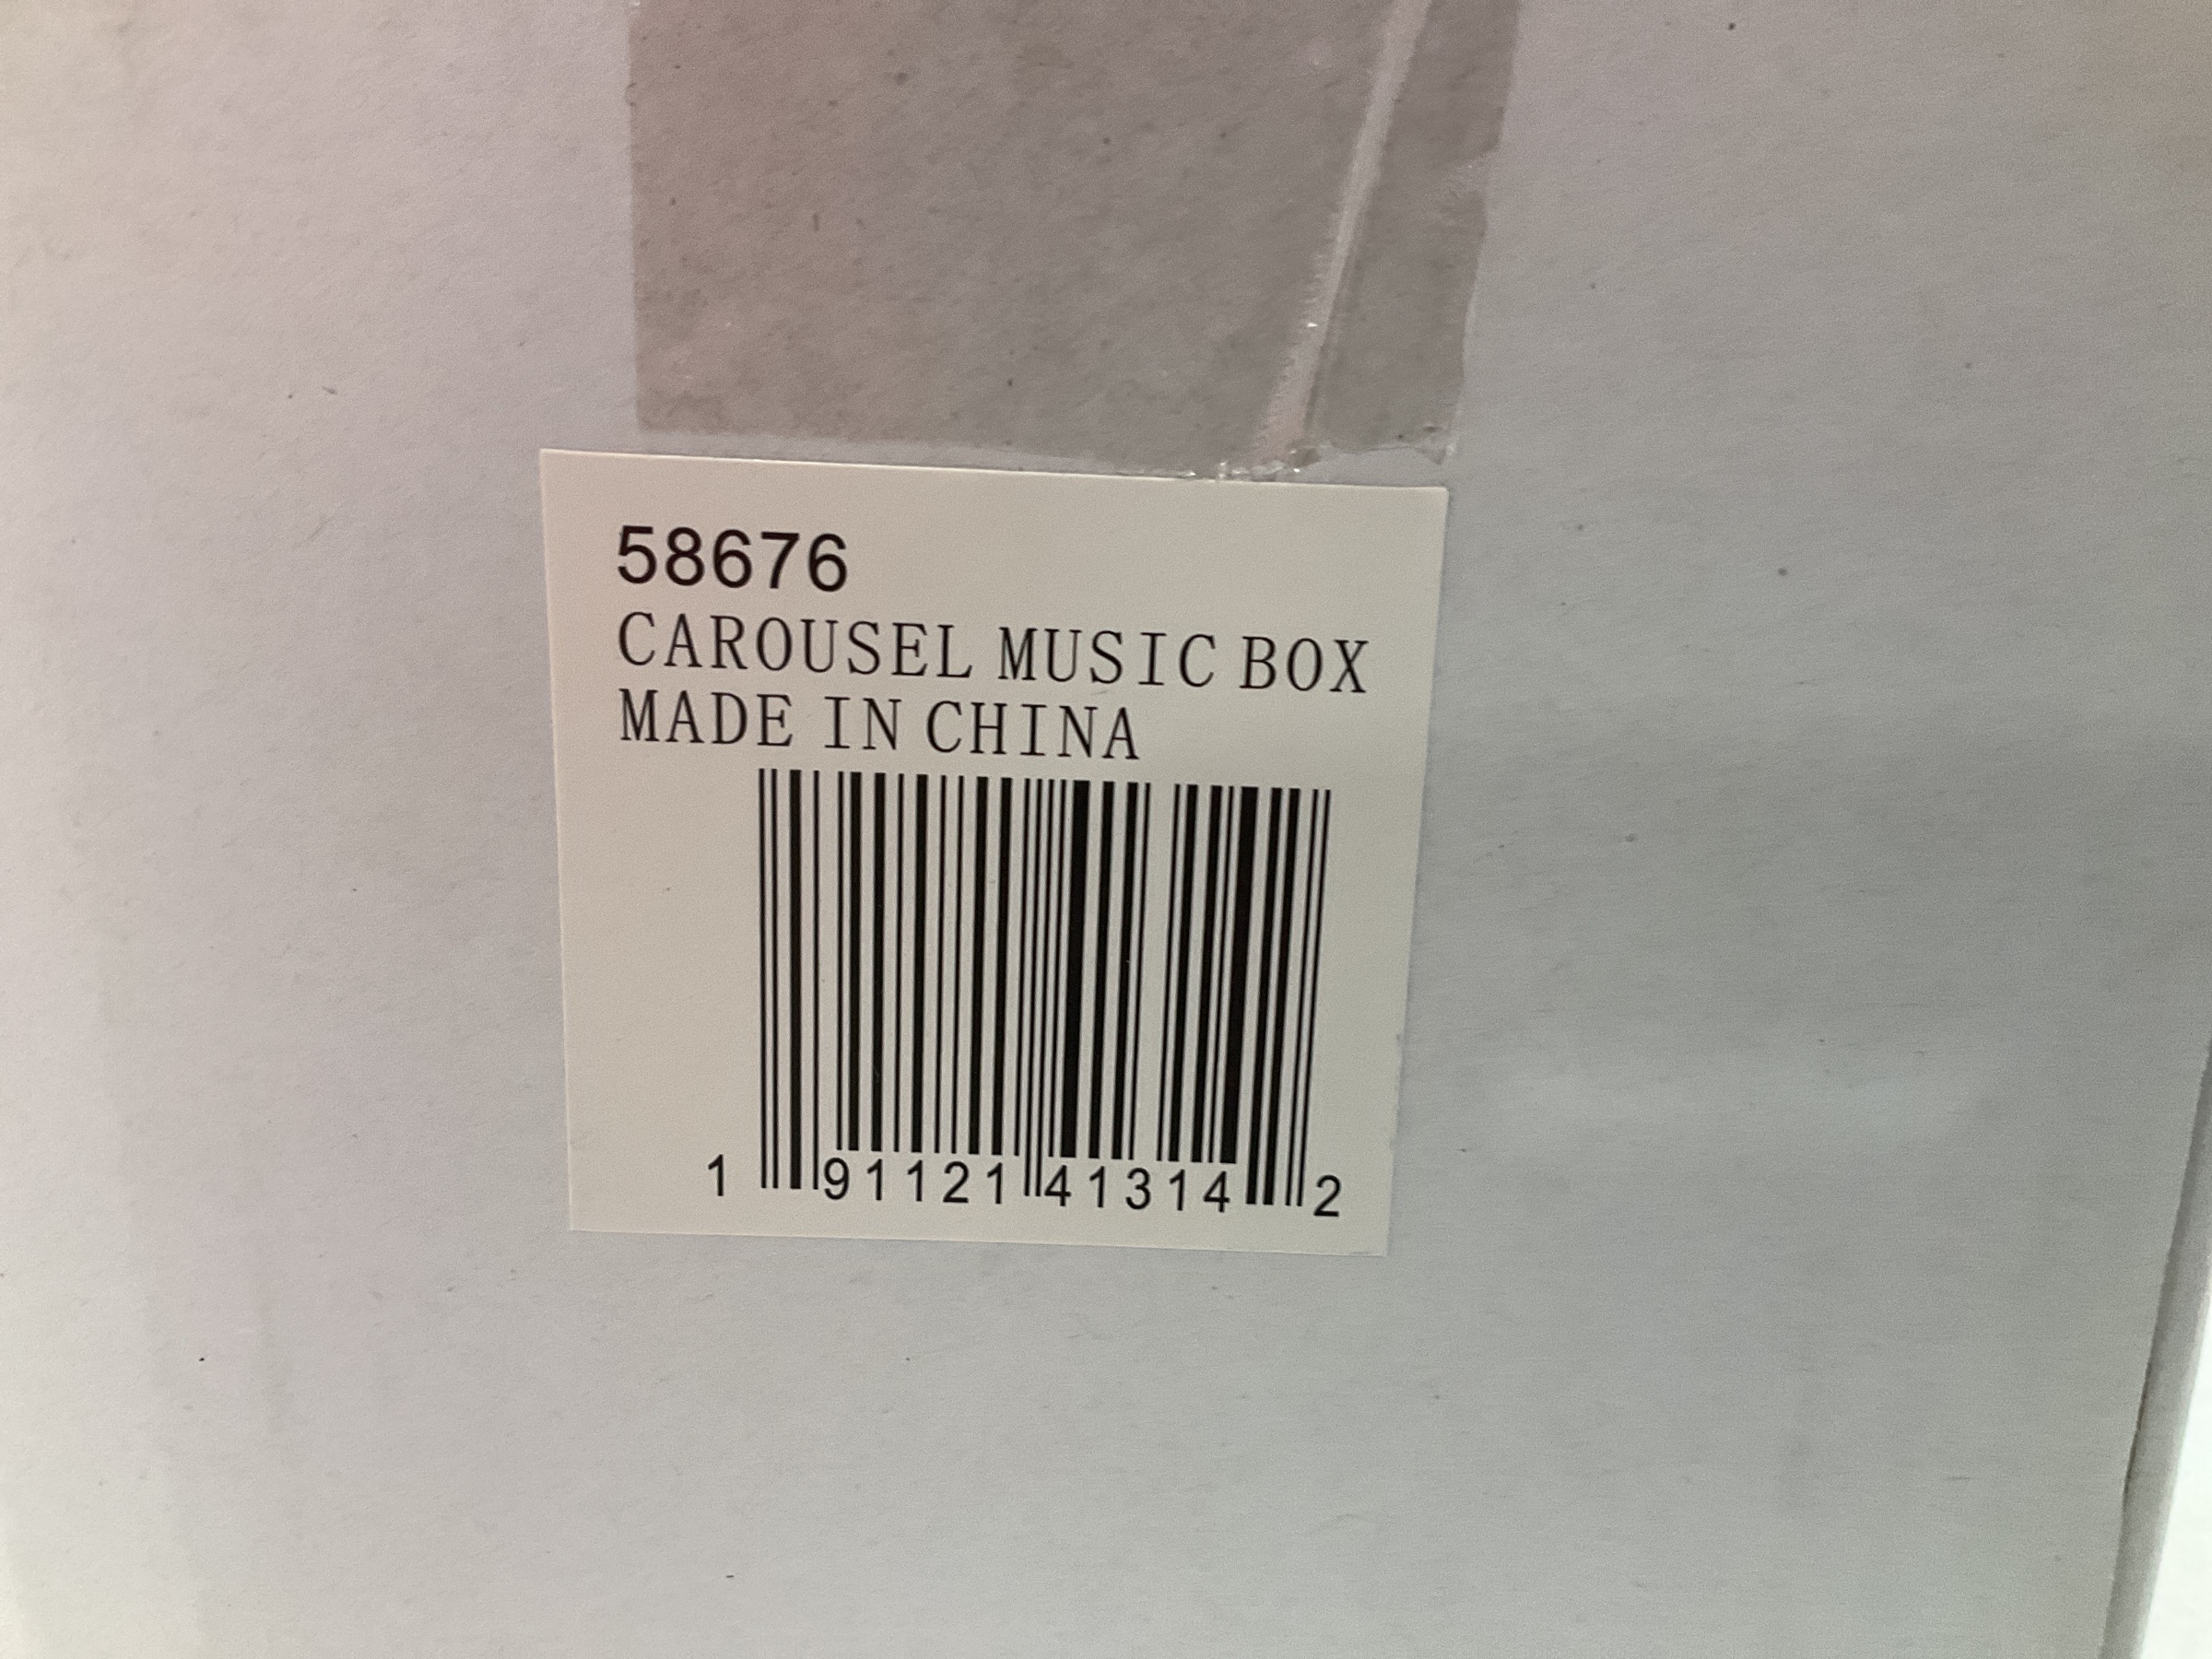 58676
CAROUSEL MUSIC BOX
MADE IN CHINA
1 91121 41314 2